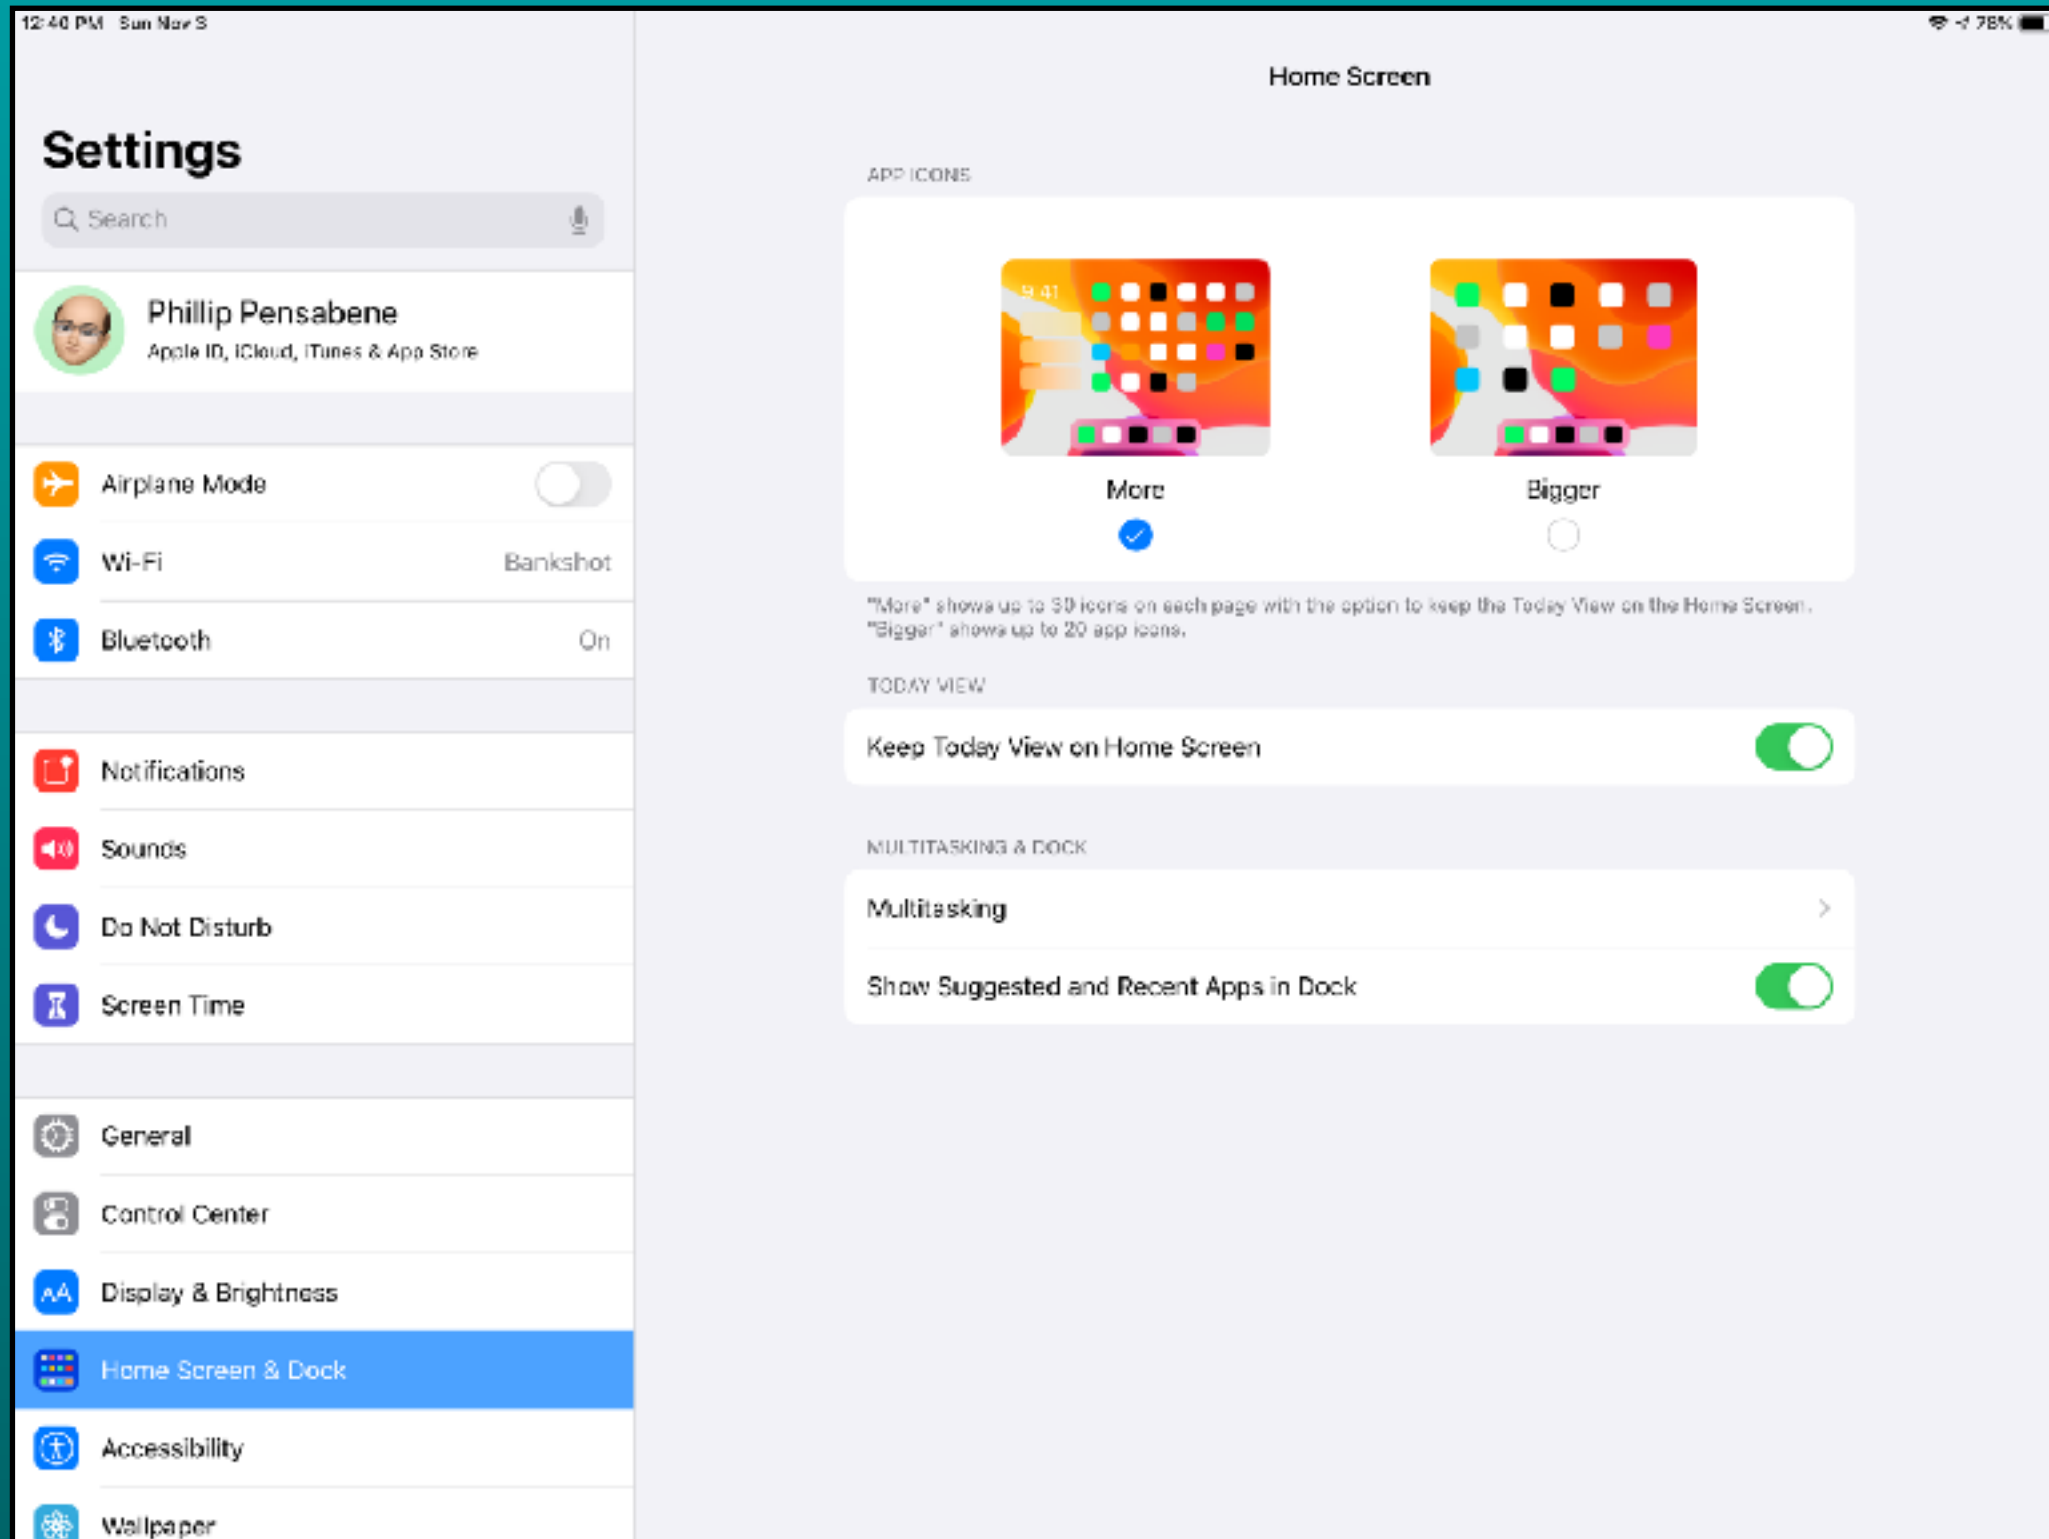 12:40 PM Sun Nov 3
78%
Settings
Search
Phillip Pensabene
Apple ID, iCloud, iTunes & App Store
Airplane Mode
Wi-Fi Bankshot
Bluetooth On
Notifications
Sounds
Do Not Disturb
Screen Time
General
Control Center
AA
Display & Brightness
Home Screen & Dock
Accessibility
Wallpaper
Home Screen
APP ICONS
9:41
More
Bigger
"More" shows up to 30 icons on each page with the option to keep the Today View on the Home Screen.
"Bigger" shows up to 20 app icons.
TODAY VIEW
Keep Today View on Home Screen
MULTITASKING & DOCK
Multitasking
Show Suggested and Recent Apps in Dock